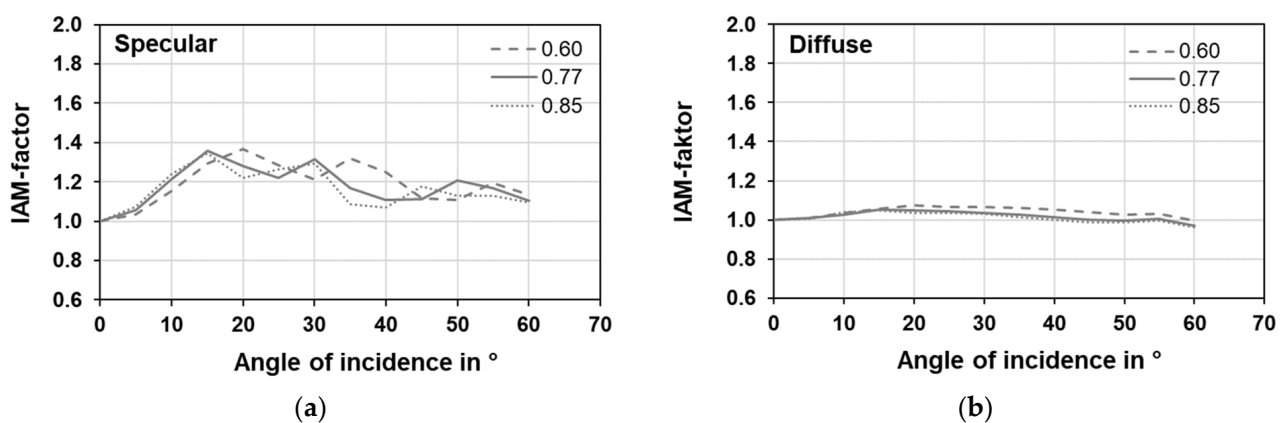 Specular
0.60
0.77
0.85
2.0
1.8
1.6
1.4
1.2
1.0
0.8
0.6
IAM-factor
0 10 20 30 40 50 60 70
Angle of incidence in °
(a)
Diffuse
0.60
0.77
0.85
2.0
1.8
1.6
1.4
1.2
1.0
0.8
0.6
IAM-faktor
0 10 20 30 40 50 60 70
Angle of incidence in °
(b)